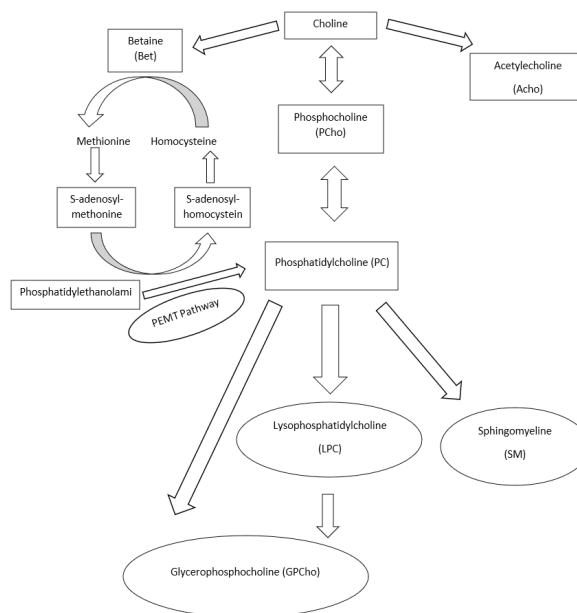 Choline
Betaine
(Bet)
Acetylecholine
(Acho)
Phosphocholine
(PCho)
Methionine
Homocysteine
S-adenosyl-
methonine
S-adenosyl-
homocystein
Phosphatidylcholine (PC)
Phosphatidylethanolami
PEMT Pathway
Lysophosphatidylcholine
(LPC)
Sphingomyeline
(SM)
Glycerophosphocholine (GPCho)